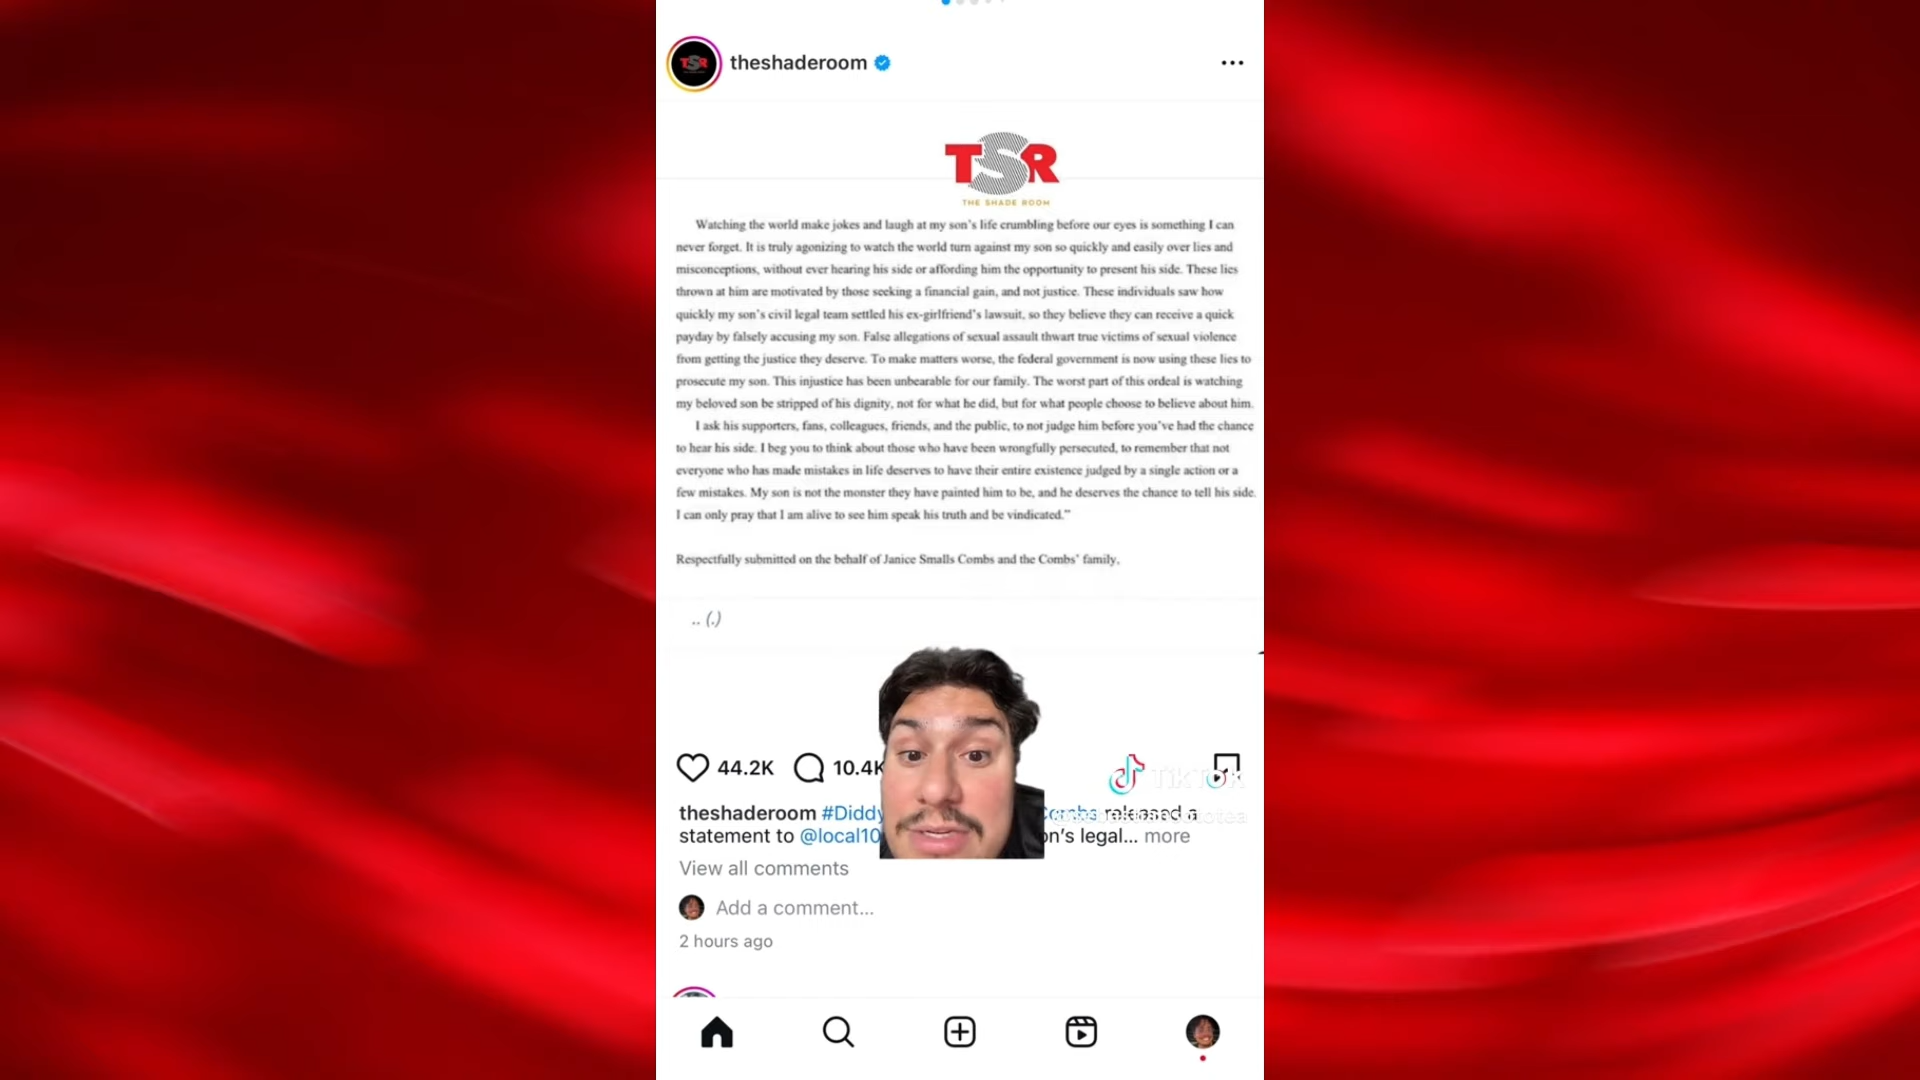 theshaderoom
TSR
TSR
THE SHADE ROOM
Watching the world make jokes and laugh at my son's life crumbling before our eyes is something I can
never forget. It is truly agonizing to watch the world turn against my son so quickly and easily over lies and
misconceptions, without ever hearing his side or affording him the opportunity to present his side. These lies
thrown at him are motivated by those seeking a financial gain, and not justice. These individuals saw how
quickly my son's civil legal team settled his ex-girlfriend's lawsuit, so they believe they can receive a quick
payday by falsely accusing my son. False allegations of sexual assault thwart true victims of sexual violence
from getting the justice they deserve. To make matters worse, the federal government is now using these lies to
prosecute my son. This injustice has been unbearable for our family. The worst part of this ordeal is watching
my beloved son be stripped of his dignity, not for what he did, but for what people choose to believe about him.
I ask his supporters, fans, colleagues, friends, and the public, to not judge him before you've had the chance
to hear his side. I beg you to think about those who have been wrongfully persecuted, to remember that not
everyone who has made mistakes in life deserves to have their entire existence judged by a single action or a
few mistakes. My son is not the monster they have painted him to be, and he deserves the chance to tell his side.
I can only pray that I am alive to see him speak his truth and be vindicated."
Respectfully submitted on the behalf of Janice Smalls Combs and the Combs' family,
.. (.)
44.2K 10.4K
TikTok
theshaderoom #Diddy Combs released a
statement to @local10 on's legal... more
View all comments
Add a comment...
2 hours ago